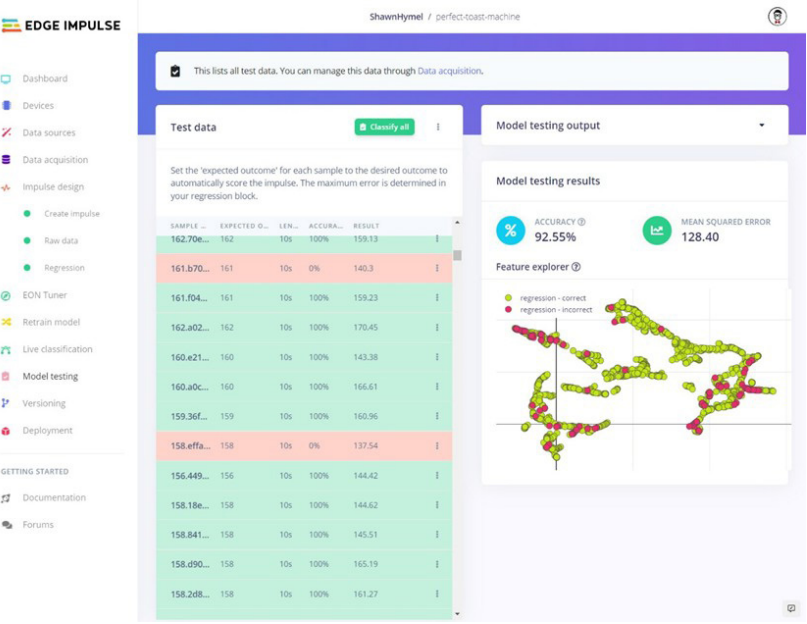 EDGE IMPULSE
ShawnHymel / perfect-toast-machine
Dashboard
Devices
Data sources
Data acquisition
Impulse design
Create impulse
Raw data
Regression
EON Tuner
Retrain model
Live classification
Model testing
Versioning
Deployment
GETTING STARTED
Documentation
Forums
This lists all test data. You can manage this data through Data acquisition.
Test data
Classify all
Set the 'expected outcome' for each sample to the desired outcome to
automatically score the impulse. The maximum error is determined in
your regression block.
SAMPLE ... EXPECTED O... LEN... ACCURA... RESULT
162.70e... 162 10s 100% 159.13
161.b70... 161 10s 0% 140.3
161.f04... 161 10s 100% 159.23
162.a02... 162 10s 100% 170.45
160.e21... 160 10s 100% 143.38
160.a0c... 160 10s 100% 166.61
159.36f... 159 10s 100% 160.96
158.effa... 158 10s 0% 137.54
156.449... 156 10s 100% 144.42
158.18e... 158 10s 100% 144.62
158.841... 158 10s 100% 145.51
158.d90... 158 10s 100% 165.19
158.2d8... 158 10s 100% 161.27
Model testing output
Model testing results
%
ACCURACY
92.55%
MEAN SQUARED ERROR
128.40
Feature explorer
regression - correct
regression - incorrect